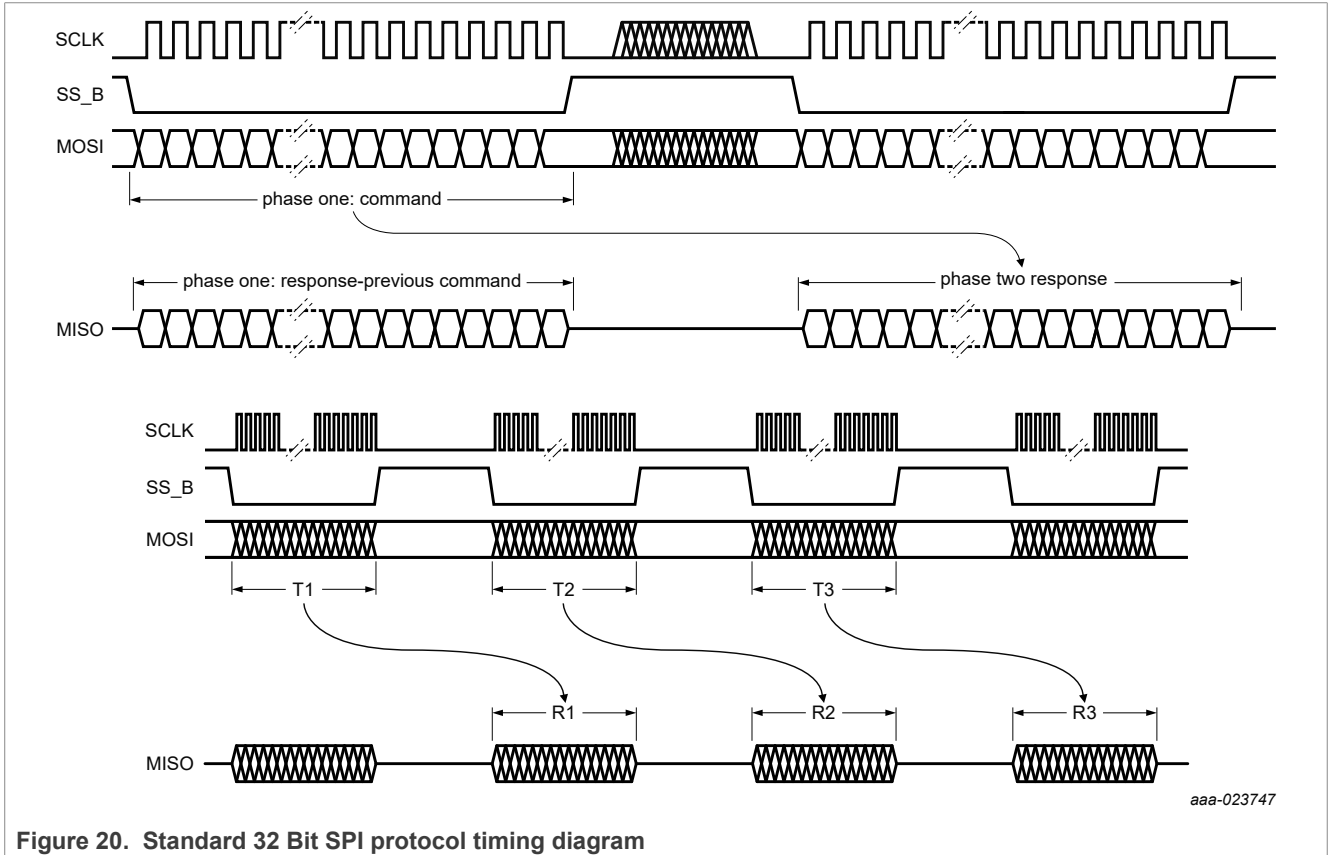 SCLK
SS_B
MOSI
phase one: command
phase one: response-previous command
phase two response
MISO
SCLK
SS_B
MOSI
T1 T2 T3
R1 R2 R3
MISO
aaa-023747
Figure 20. Standard 32 Bit SPI protocol timing diagram